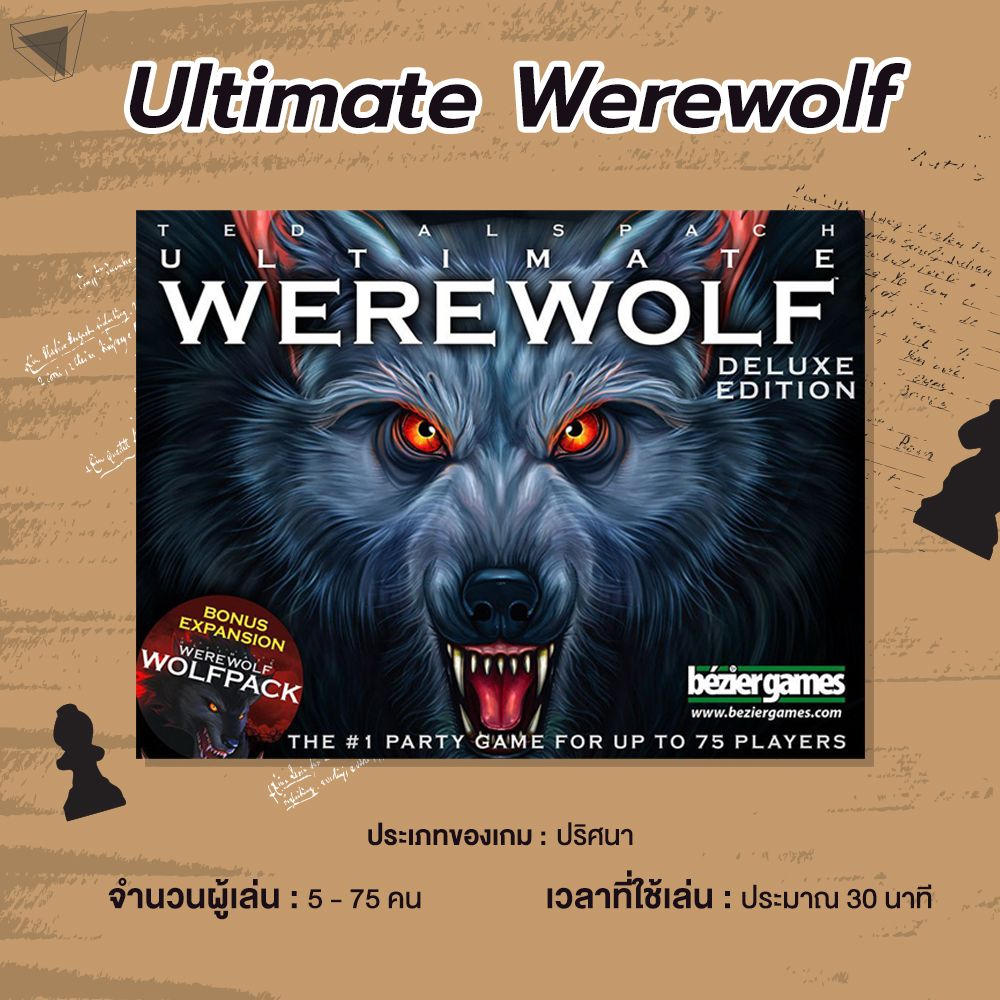 Ultimate Werewolf
TED ALSPACH
ULTIMATE
WEREWOLF™
DELUXE
EDITION
BONUS
EXPANSION
WEREWOLF
WOLFPACK
béziergames
www.beziergames.com
THE #1 PARTY GAME FOR UP TO 75 PLAYERS
ประเภทของเกม : ปริศนา
จำนวนผู้เล่น : 5 - 75 คน
เวลาที่ใช้เล่น : ประมาณ 30 นาที